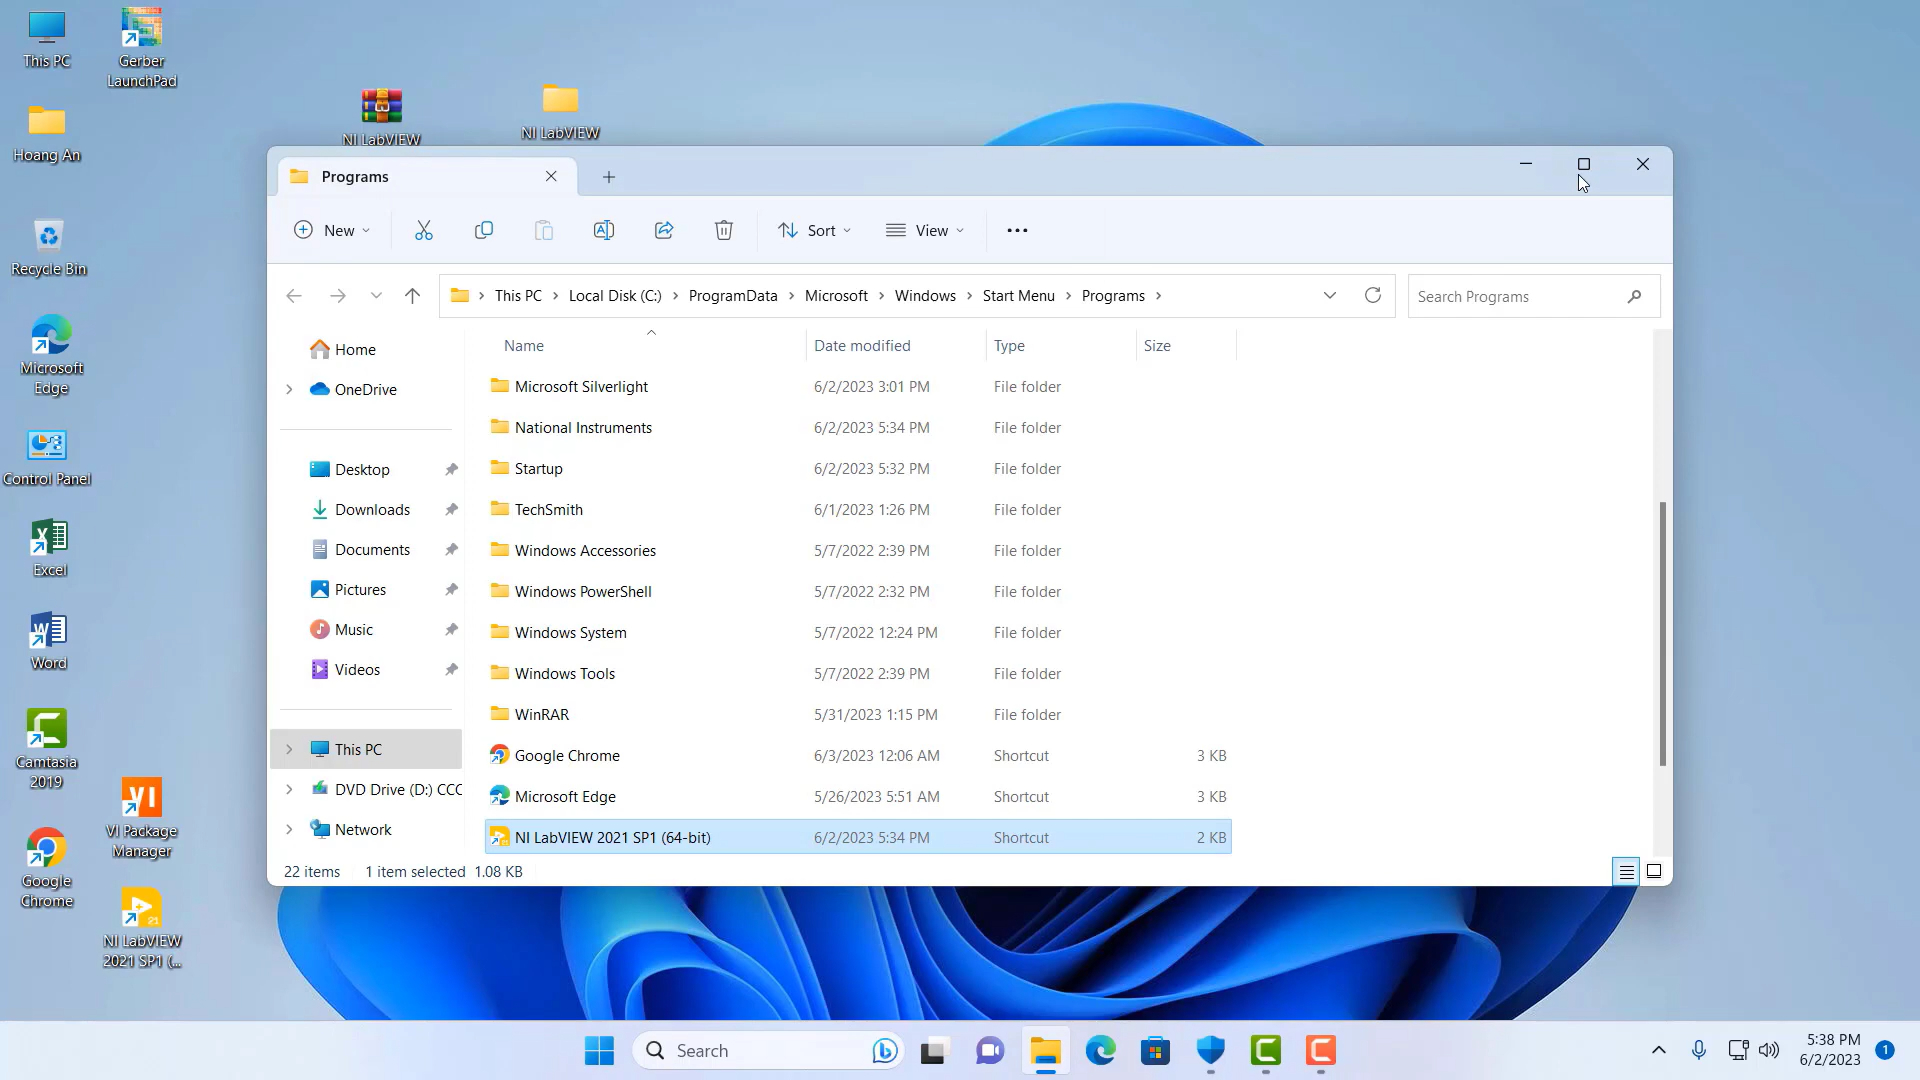 This PC
Gerber
LaunchPad
NI LabVIEW
NI LabVIEW
Hoang An
Recycle Bin
Microsoft
Edge
Control Panel
Excel
Word
Camtasia
2019
VI Package
Manager
Google
Chrome
NI LabVIEW
2021 SP1 (...
Programs
New
Sort
View
This PC > Local Disk (C:) > ProgramData > Microsoft > Windows > Start Menu > Programs >
Search Programs
Home
OneDrive
Desktop
Downloads
Documents
Pictures
Music
Videos
This PC
DVD Drive (D:) CCC
Network
Name Date modified Type Size
Microsoft Silverlight 6/2/2023 3:01 PM File folder
National Instruments 6/2/2023 5:34 PM File folder
Startup 6/2/2023 5:32 PM File folder
TechSmith 6/1/2023 1:26 PM File folder
Windows Accessories 5/7/2022 2:39 PM File folder
Windows PowerShell 5/7/2022 2:32 PM File folder
Windows System 5/7/2022 12:24 PM File folder
Windows Tools 5/7/2022 2:39 PM File folder
WinRAR 5/31/2023 1:15 PM File folder
Google Chrome 6/3/2023 12:06 AM Shortcut 3 KB
Microsoft Edge 5/26/2023 5:51 AM Shortcut 3 KB
NI LabVIEW 2021 SP1 (64-bit) 6/2/2023 5:34 PM Shortcut 2 KB
22 items 1 item selected 1.08 KB
Search
5:38 PM
6/2/2023
1